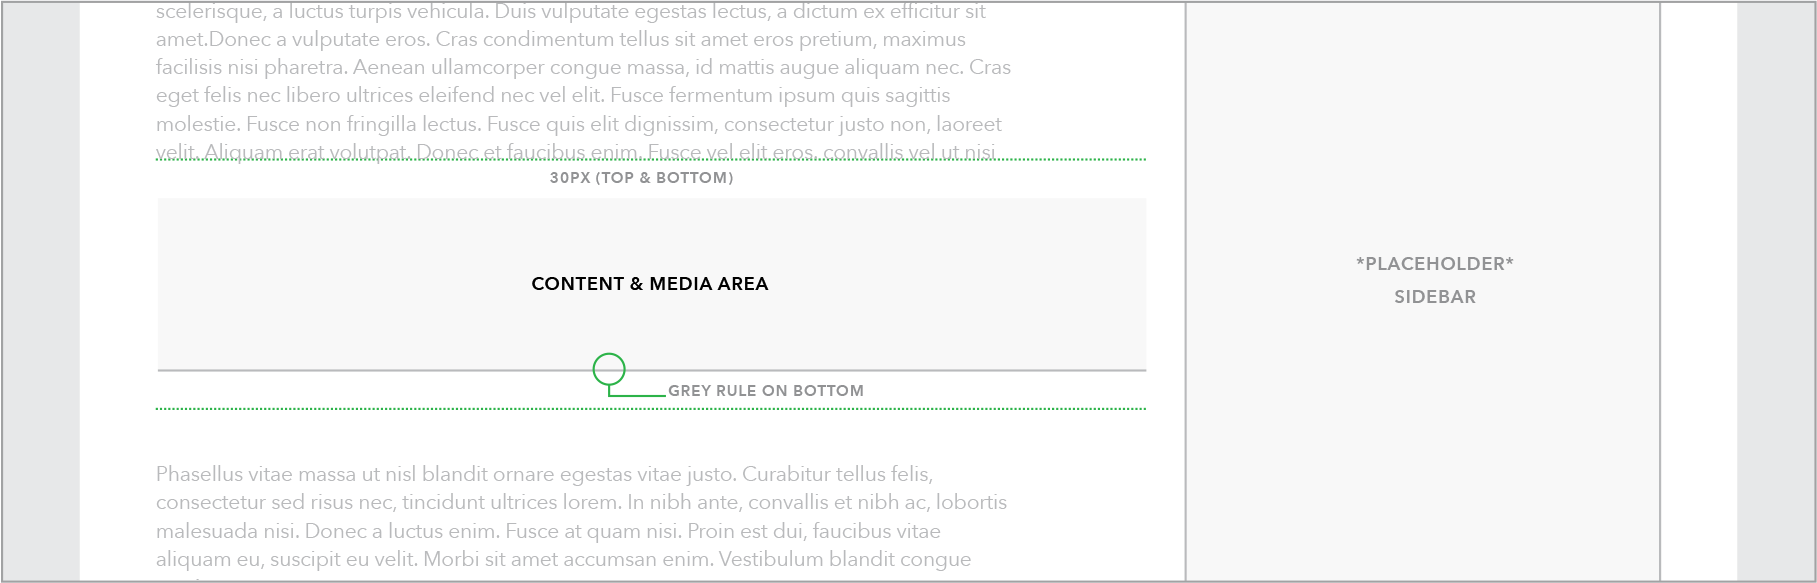 scelerisque, a luctus turpis vehicula. Duis vulputate egestas lectus, a dictum ex efficitur sit
amet.Donec a vulputate eros. Cras condimentum tellus sit amet eros pretium, maximus
facilisis nisi pharetra. Aenean ullamcorper congue massa, id mattis augue aliquam nec. Cras
eget felis nec libero ultrices eleifend nec vel elit. Fusce fermentum ipsum quis sagittis
molestie. Fusce non fringilla lectus. Fusce quis elit dignissim, consectetur justo non, laoreet
velit. Aliquam erat volutpat. Donec et faucibus enim. Fusce vel elit eros, convallis vel ut nisi
30PX (TOP & BOTTOM)
CONTENT & MEDIA AREA
GREY RULE ON BOTTOM
Phasellus vitae massa ut nisl blandit ornare egestas vitae justo. Curabitur tellus felis,
consectetur sed risus nec, tincidunt ultrices lorem. In nibh ante, convallis et nibh ac, lobortis
malesuada nisi. Donec a luctus enim. Fusce at quam nisi. Proin est dui, faucibus vitae
aliquam eu, suscipit eu velit. Morbi sit amet accumsan enim. Vestibulum blandit congue
*PLACEHOLDER*
SIDEBAR